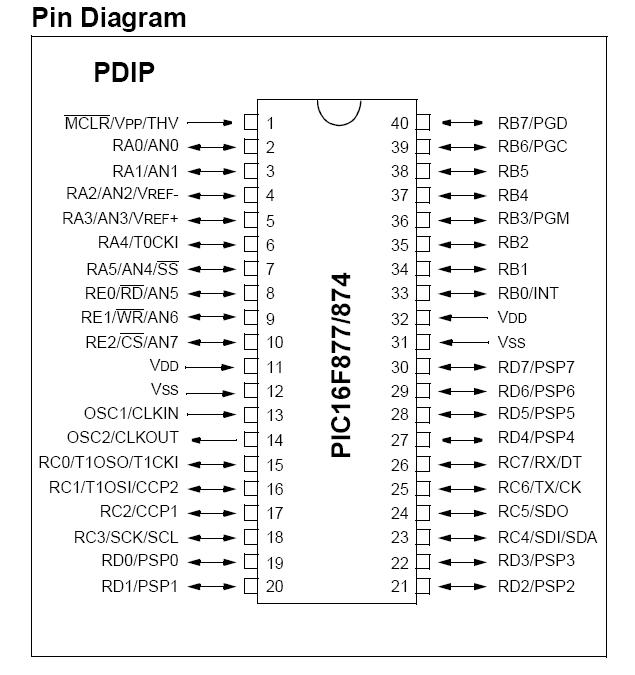 Pin Diagram
PDIP
MCLR/VPP/THV 1 40 RB7/PGD
RA0/AN0 2 39 RB6/PGC
RA1/AN1 3 38 RB5
RA2/AN2/VREF- 4 37 RB4
RA3/AN3/VREF+ 5 36 RB3/PGM
RA4/T0CKI 6 35 RB2
RA5/AN4/SS 7 34 RB1
RE0/RD/AN5 8 33 RB0/INT
RE1/WR/AN6 9 32 VDD
RE2/CS/AN7 10 31 VSS
VDD 11 30 RD7/PSP7
VSS 12 29 RD6/PSP6
OSC1/CLKIN 13 28 RD5/PSP5
OSC2/CLKOUT 14 27 RD4/PSP4
RC0/T1OSO/T1CKI 15 26 RC7/RX/DT
RC1/T1OSI/CCP2 16 25 RC6/TX/CK
RC2/CCP1 17 24 RC5/SDO
RC3/SCK/SCL 18 23 RC4/SDI/SDA
RD0/PSP0 19 22 RD3/PSP3
RD1/PSP1 20 21 RD2/PSP2
PIC16F877/874